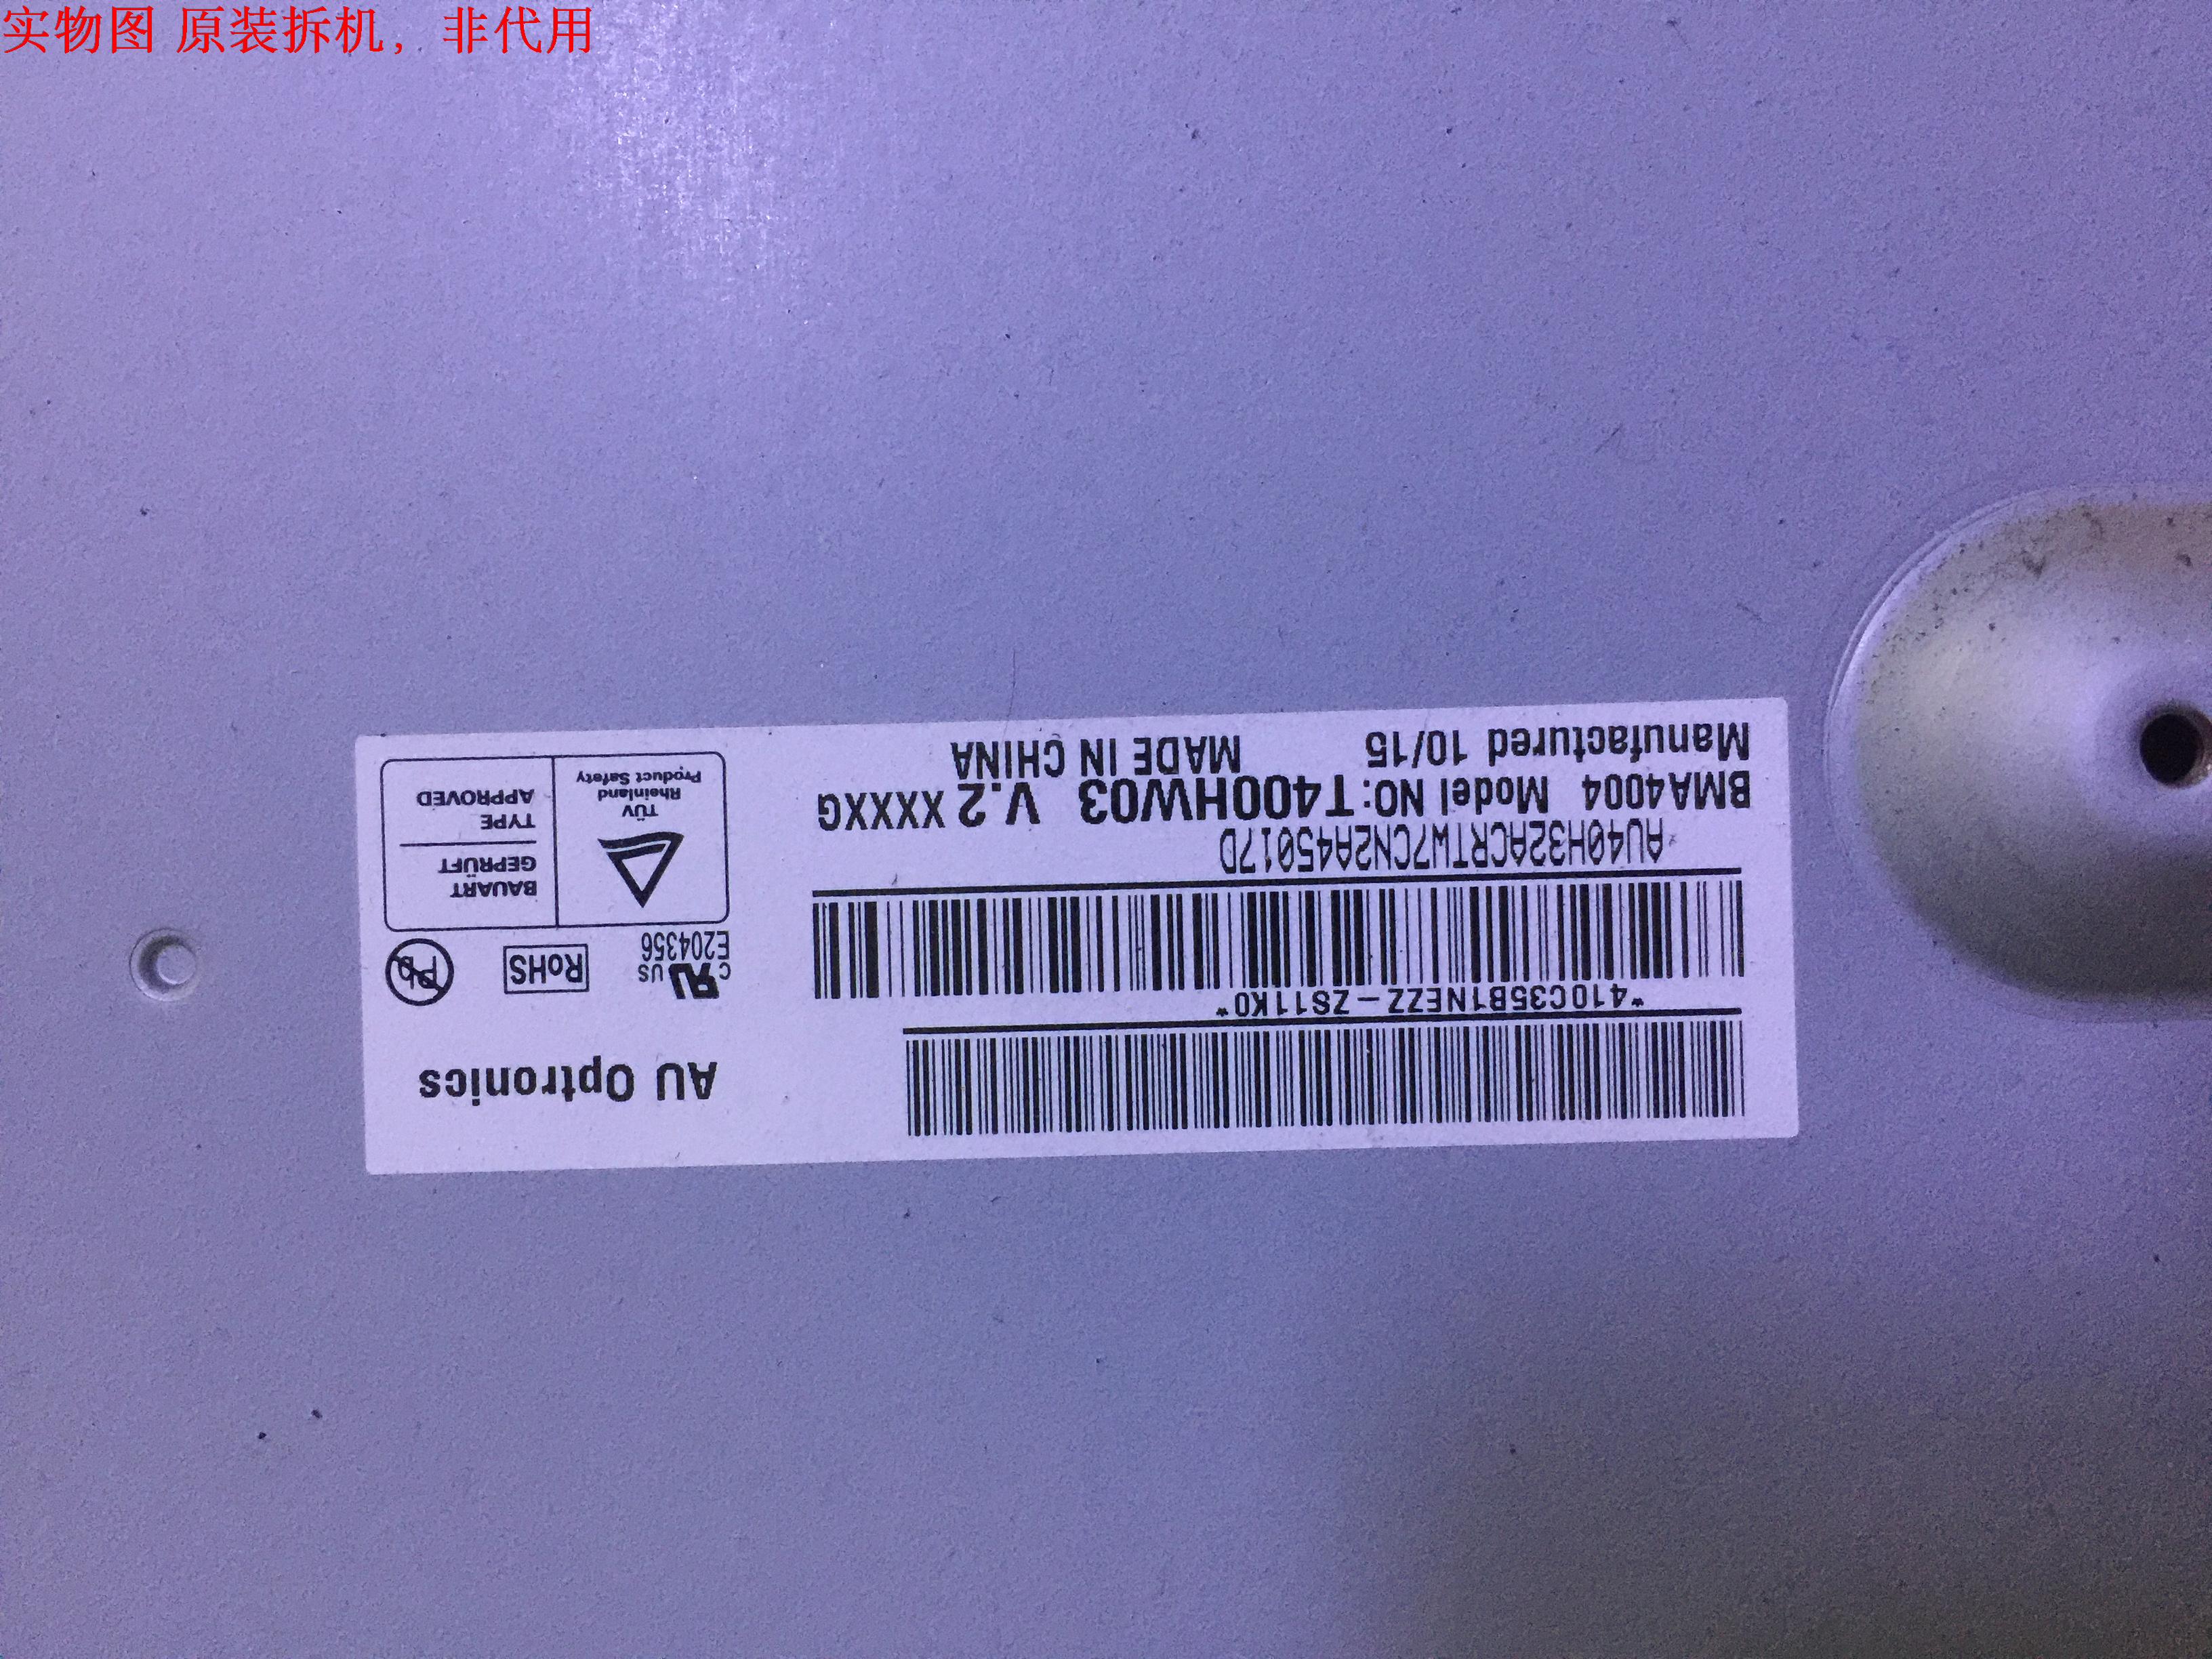 实物图 原装拆机，非代用
*410C35B1NEZZ-ZS11K0*
AU40H32ACRTW7CN2A45017D
BMA4004 Model NO: T400HW03 V.2 XXXXG
Manufactured 10/15 MADE IN CHINA
AU Optronics
c RU US
E204356
RoHS
Pb
TÜV
Rheinland
Product Safety
BAUART
GEPRÜFT
TYPE
APPROVED